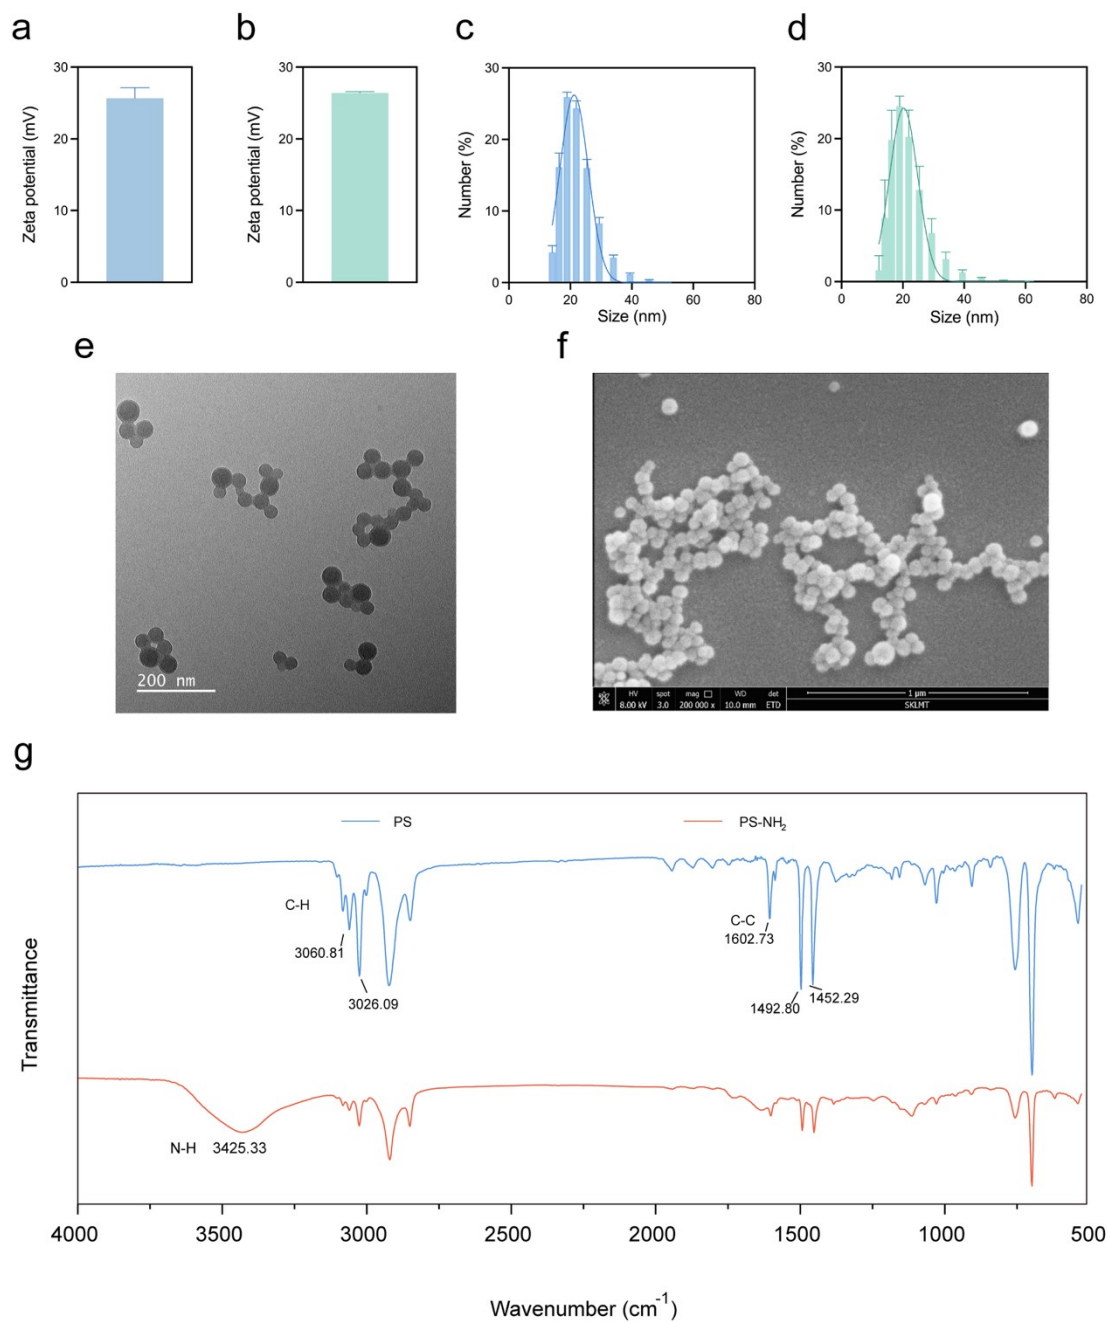 a
b
c
d
30
20
10
0
Zeta potential (mV)
30
20
10
0
Zeta potential (mV)
30
20
10
0
Number (%)
0 20 40 60 80
Size (nm)
30
20
10
0
Number (%)
0 20 40 60 80
Size (nm)
e
f
200 nm
HV spot mag WD det
8.00 kV 3.0 200 000 x 10.0 mm ETD
1 µm
SKLMT
g
PS
PS-NH₂
C-H
3060.81
3026.09
C-C
1602.73
1492.80
1452.29
N-H 3425.33
Transmittance
4000 3500 3000 2500 2000 1500 1000 500
Wavenumber (cm⁻¹)